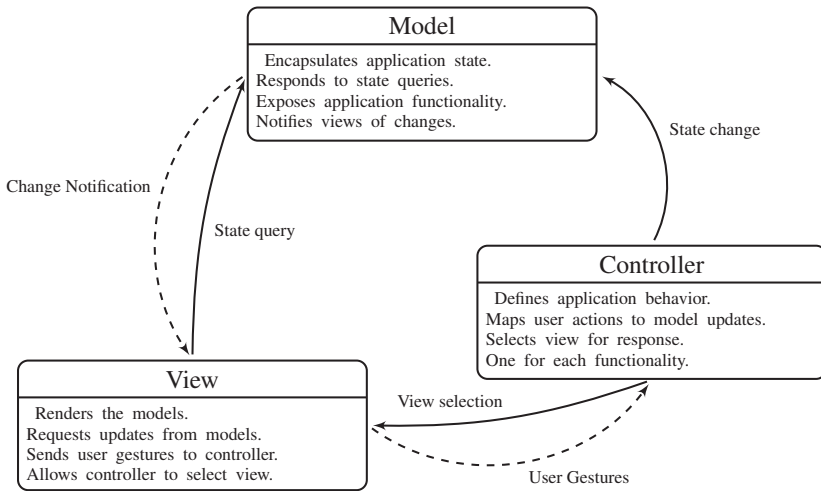 Model
Encapsulates application state.
Responds to state queries.
Exposes application functionality.
Notifies views of changes.
State change
Change Notification
State query
Controller
Defines application behavior.
Maps user actions to model updates.
Selects view for response.
One for each functionality.
View
Renders the models.
Requests updates from models.
Sends user gestures to controller.
Allows controller to select view.
View selection
User Gestures